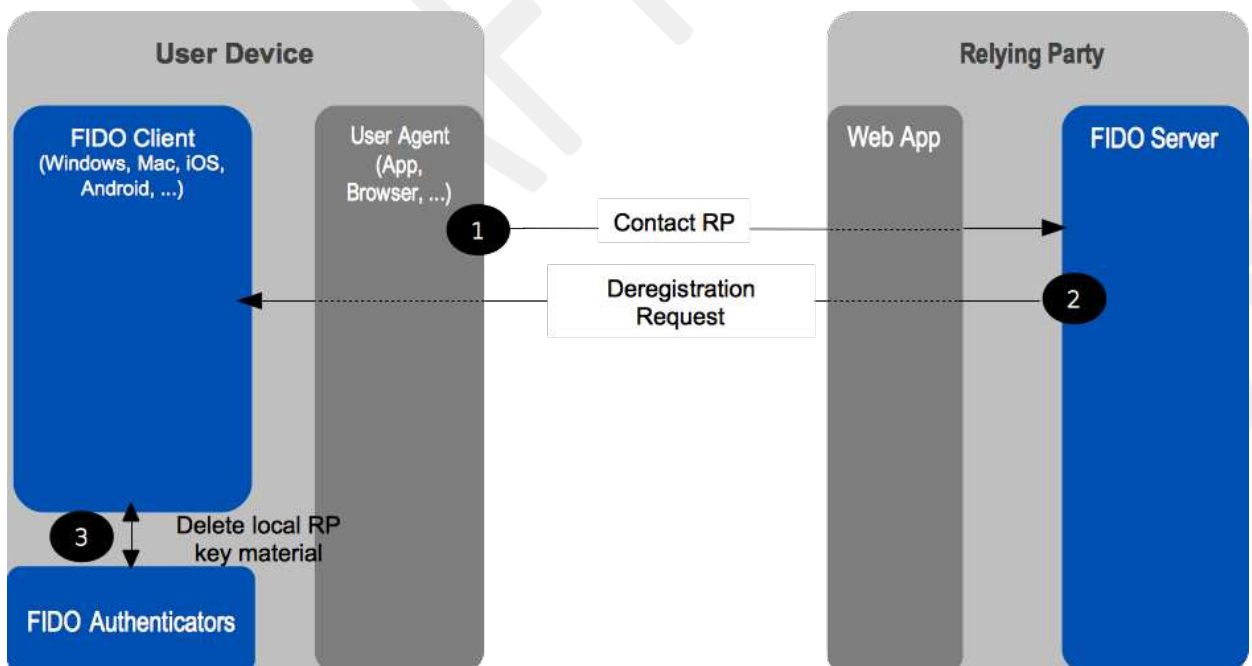 User Device
Relying Party
FIDO Client
(Windows, Mac, iOS,
Android, ...)
User Agent
(App,
Browser, ...)
Web App
FIDO Server
1
Contact RP
Deregistration
Request
2
3
Delete local RP
key material
FIDO Authenticators